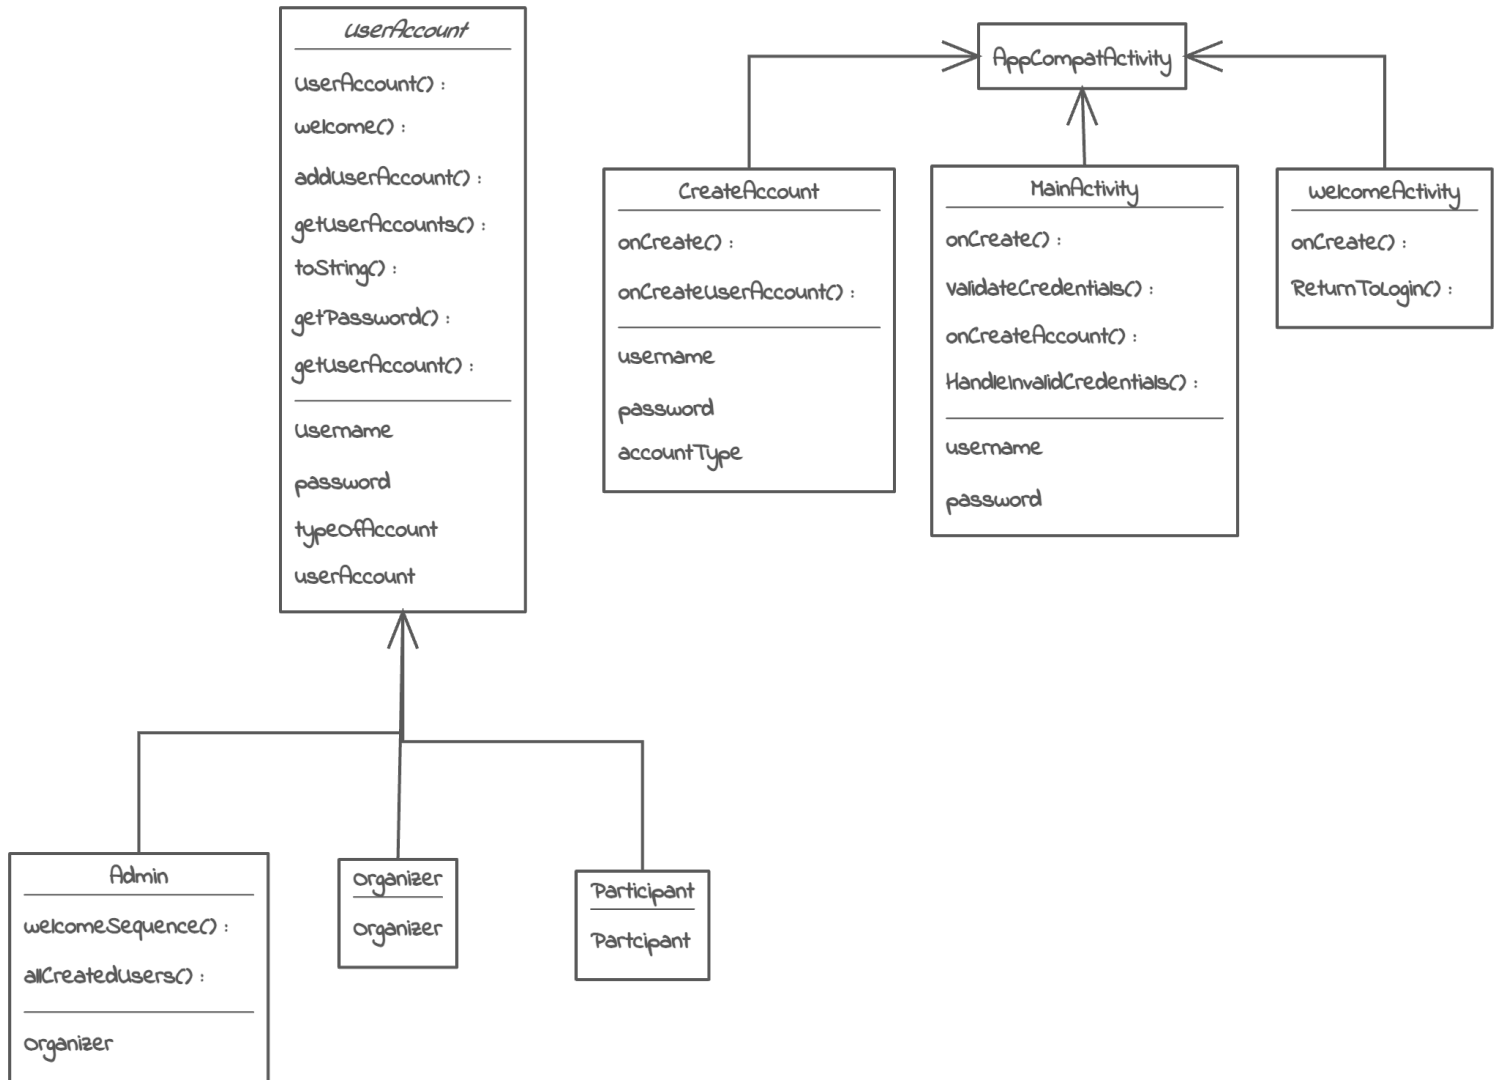 UserAccount
UserAccount() :
welcome() :
addUserAccount() :
getUserAccounts() :
toString() :
getPassword() :
getUserAccount() :
Username
password
typeOfAccount
userAccount
AppCompatActivity
CreateAccount
onCreate() :
onCreateUserAccount() :
username
password
accountType
MainActivity
onCreate() :
validateCredentials() :
onCreateAccount() :
HandleInvalidCredentials() :
username
password
WelcomeActivity
onCreate() :
ReturnToLogin() :
Admin
welcomeSequence() :
allCreatedUsers() :
Organizer
Organizer
Organizer
Participant
Partcipant